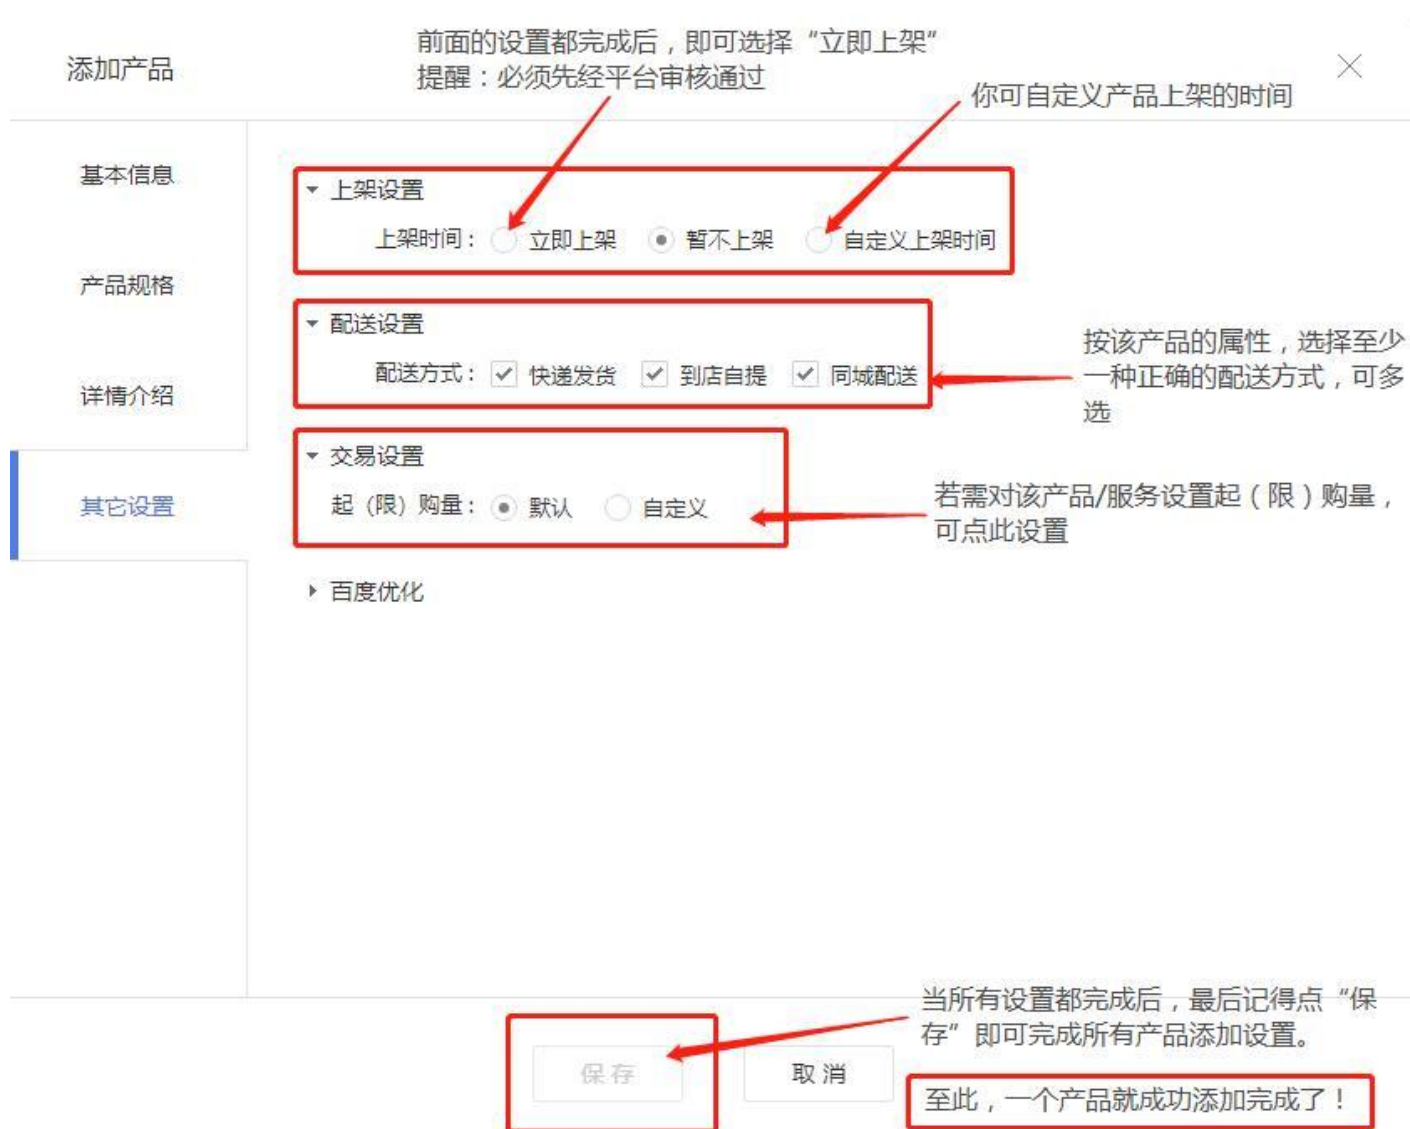 前面的设置都完成后，即可选择“立即上架”
提醒：必须先经平台审核通过
添加产品
你可自定义产品上架的时间
基本信息
上架设置
上架时间： 立即上架 暂不上架 自定义上架时间
产品规格
配送设置
配送方式： 快递发货 到店自提 同城配送
按该产品的属性，选择至少
一种正确的配送方式，可多
选
详情介绍
交易设置
起（限）购量： 默认 自定义
若需对该产品/服务设置起（限）购量，
可点此设置
其它设置
百度优化
当所有设置都完成后，最后记得点“保
存”即可完成所有产品添加设置。
保存 取消
至此，一个产品就成功添加完成了！